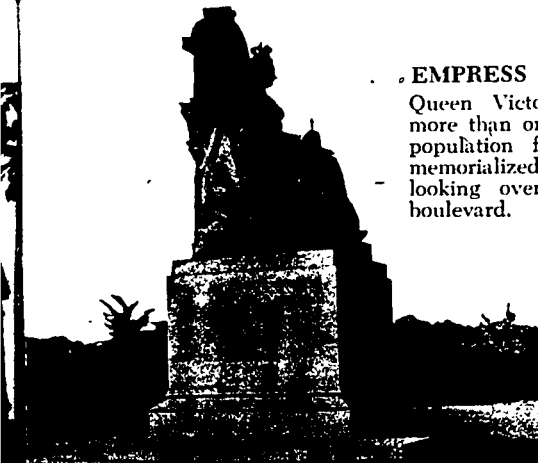 EMPRESS
Queen Victo
more than or
population f
memorialized
looking over
boulevard.